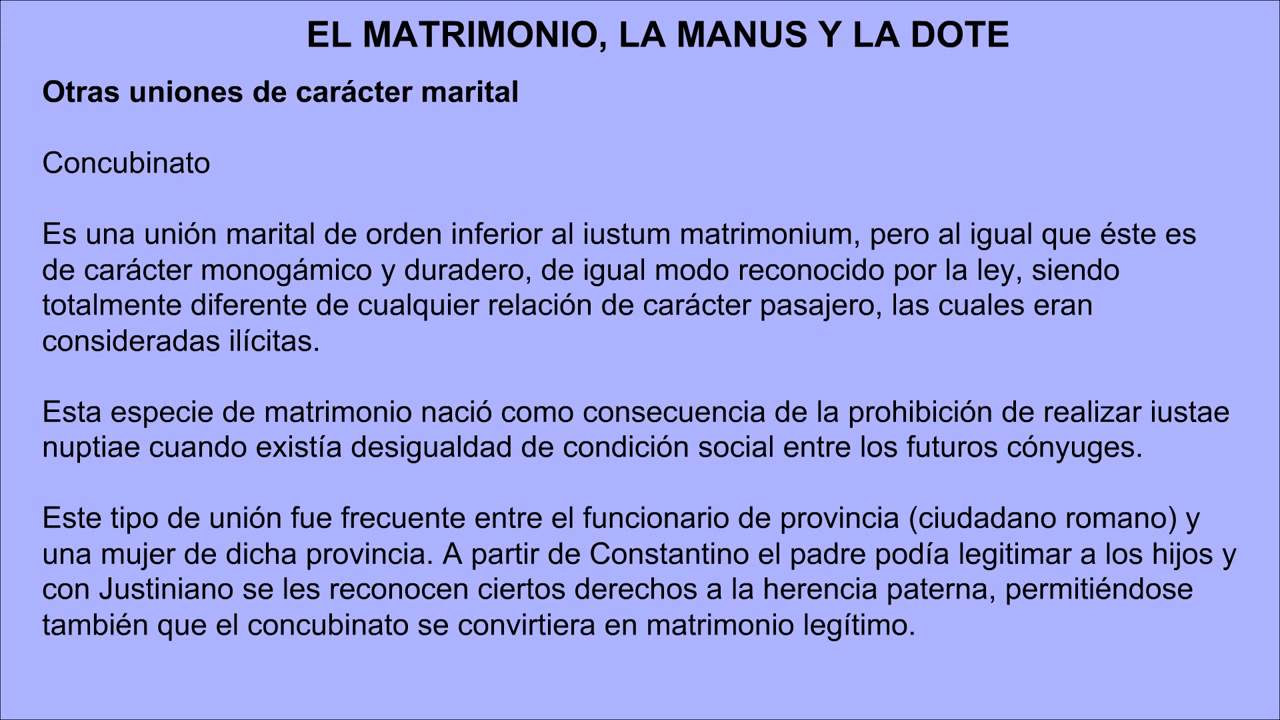 EL MATRIMONIO, LA MANUS Y LA DOTE
Otras uniones de carácter marital
Concubinato
Es una unión marital de orden inferior al iustum matrimonium, pero al igual que éste es
de carácter monogámico y duradero, de igual modo reconocido por la ley, siendo
totalmente diferente de cualquier relación de carácter pasajero, las cuales eran
consideradas ilícitas.
Esta especie de matrimonio nació como consecuencia de la prohibición de realizar iustae
nuptiae cuando existía desigualdad de condición social entre los futuros cónyuges.
Este tipo de unión fue frecuente entre el funcionario de provincia (ciudadano romano) y
una mujer de dicha provincia. A partir de Constantino el padre podía legitimar a los hijos y
con Justiniano se les reconocen ciertos derechos a la herencia paterna, permitiéndose
también que el concubinato se convirtiera en matrimonio legítimo.